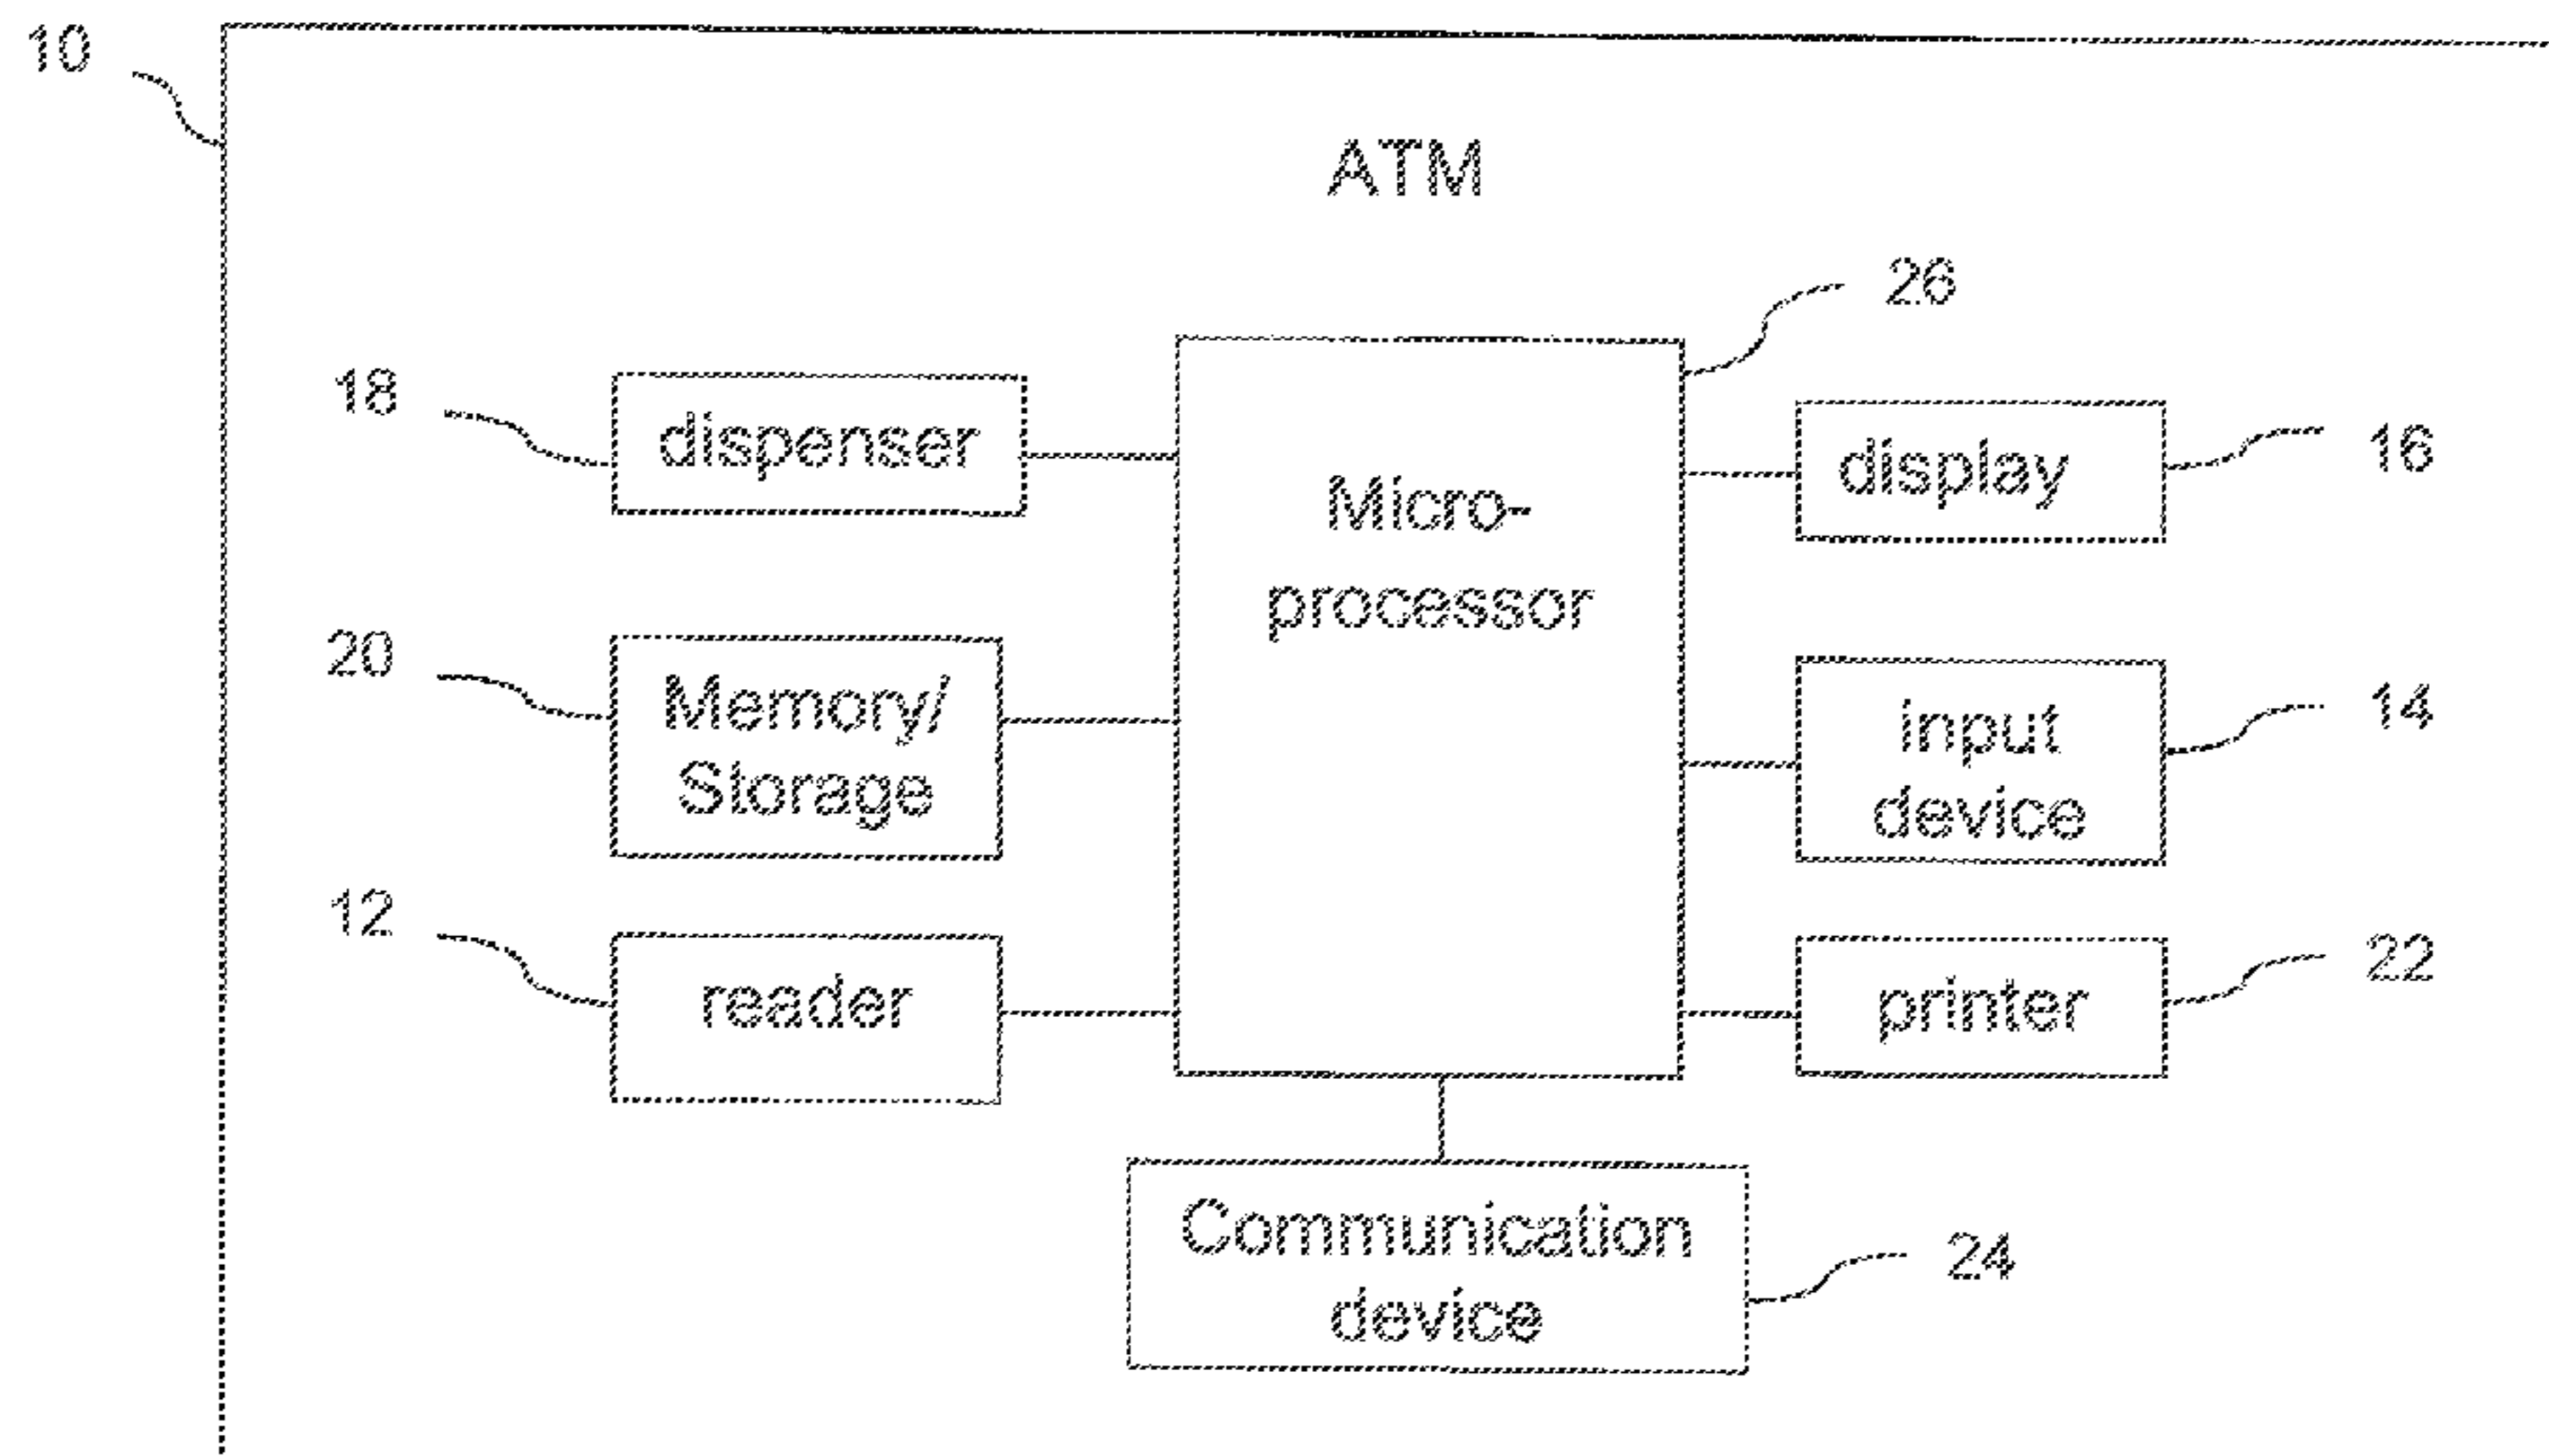 10
ATM
26
18
dispenser
display
16
Micro-
processor
20
Memory/
Storage
input
device
14
12
reader
printer
22
Communication
device
24